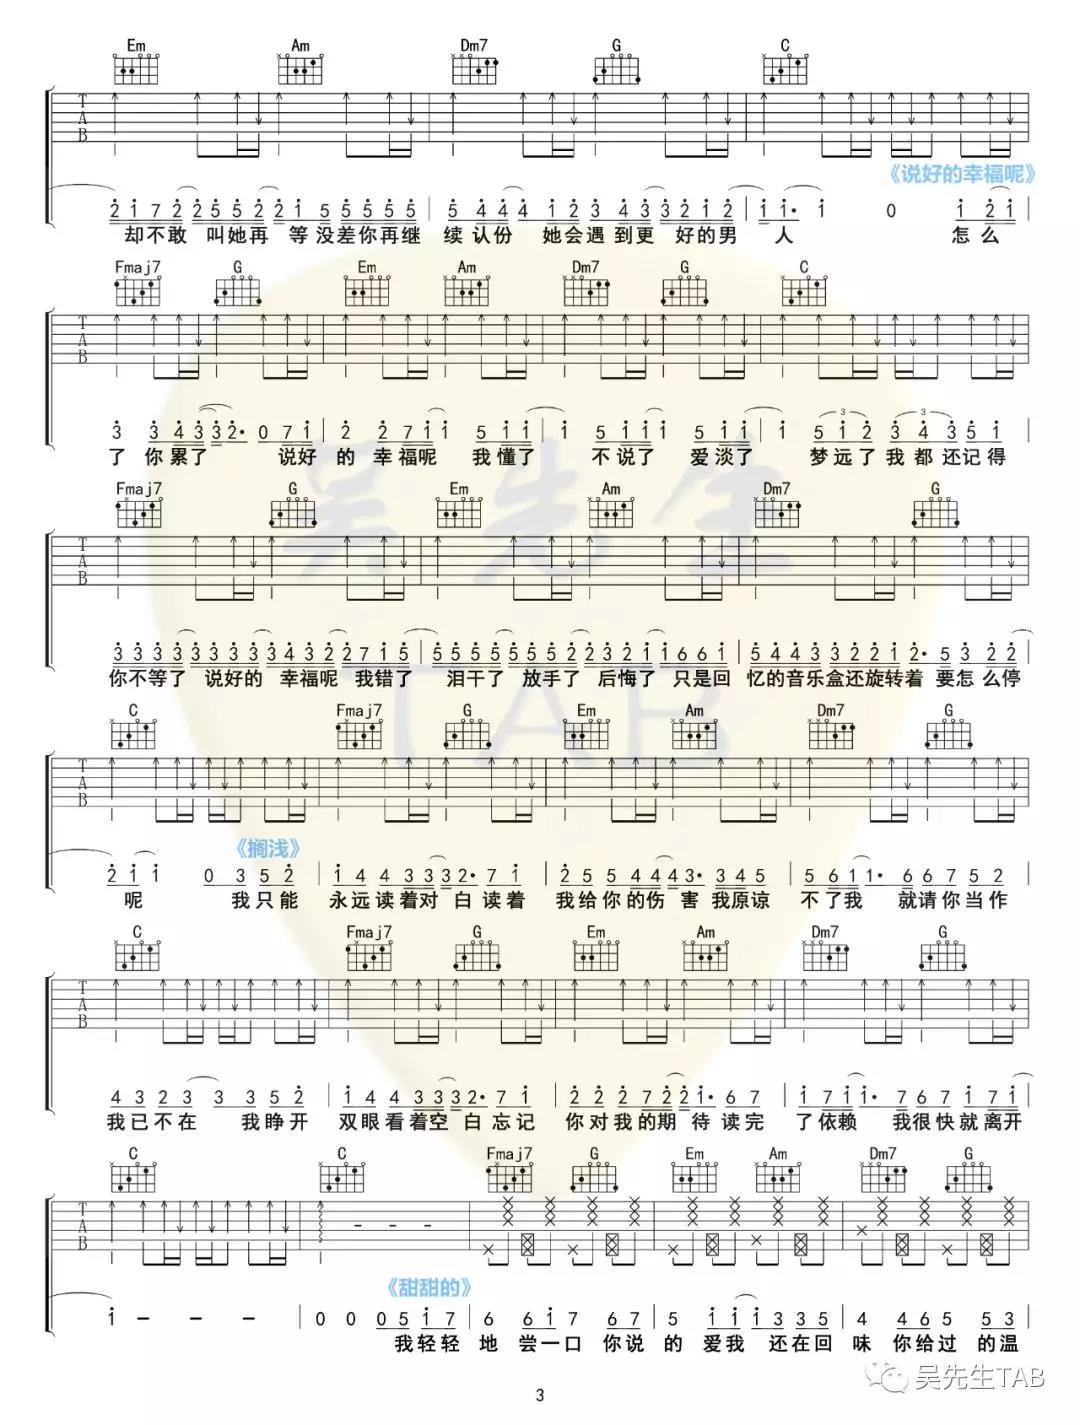 Em Am Dm7 G C
T A B
《说好的幸福呢》
2 1 7 2 2 5 5 2 2 1 5 5 5 5 5 | 5 4 4 4 1 2 3 4 3 3 2 1 2 | 1 1· 1 0 1 2 1
却不敢 叫她再 等没差你再继 续认份 她会遇到更 好的男 人 怎么
Fmaj7 G Em Am Dm7 G C
T A B
3 3 4 3 3 2· 0 7 1 | 2 2 7 1 1 1 5 1 1 | 1 5 1 1 1 1 5 1 1 | 1 5 1 2 3 4 3 5 1
了 你累了 说好 的 幸福呢 我懂了 不说了 爱淡了 梦远了我都还记得
Fmaj7 G Em Am Dm7 G
T A B
3 3 3 3 3 3 3 3 3 4 3 2 2 7 1 5 | 5 5 5 5 5 5 5 2 2 3 2 1 1 6 6 1 | 5 4 4 3 3 2 2 1 2· 5 3 2 2
你不等了 说好的 幸福呢 我错了 泪干了 放手了 后悔了 只是回 忆的音乐盒还旋转着 要怎么停
C Fmaj7 G Em Am Dm7 G
T A B
《搁浅》
2 1 1 0 3 5 2 | 1 4 4 3 3 3 2· 7 1 | 2 2 5 4 4 3· 3 4 5 | 5 6 1 1· 6 6 7 5 2
呢 我只能 永远读着对 白读着 我给你的伤 害我原谅 不了我 就请你当作
C Fmaj7 G Em Am Dm7 G
T A B
4 3 2 3 3 3 5 2 | 1 4 4 3 3 3 2· 7 1 | 2 2 2 7 2 2 1· 6 7 | 1 7 1 1· 7 6 7 7 1
我已不在 我睁开 双眼看着空 白忘记 你对我的期 待读完 了依赖 我很快就离开
C C Fmaj7 G Em Am Dm7 G
T A B
《甜甜的》
1 – – – | 0 0 0 5 1 7 | 6 6 1 7 6 7 | 5 1 1 1 3 3 5 | 4 4 6 5 5 3
我轻轻 地 尝一口 你说 的 爱我 还在回 味 你给过 的温
吴先生TAB
吴先生TAB
3